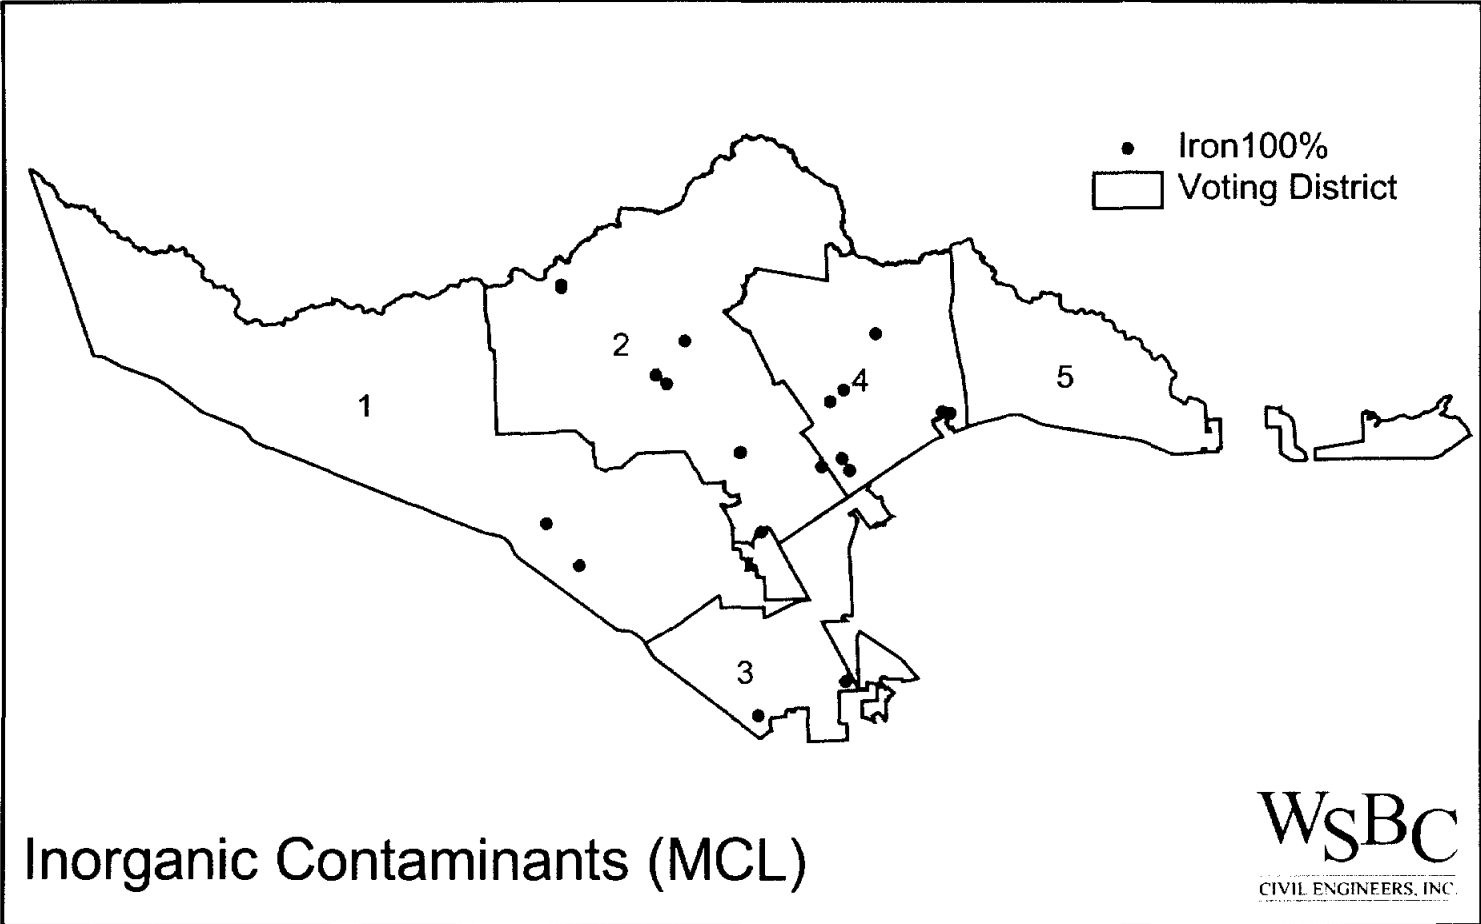 Iron100%
Voting District
1
2
3
4
5
Inorganic Contaminants (MCL)
WSBC
CIVIL ENGINEERS, INC.